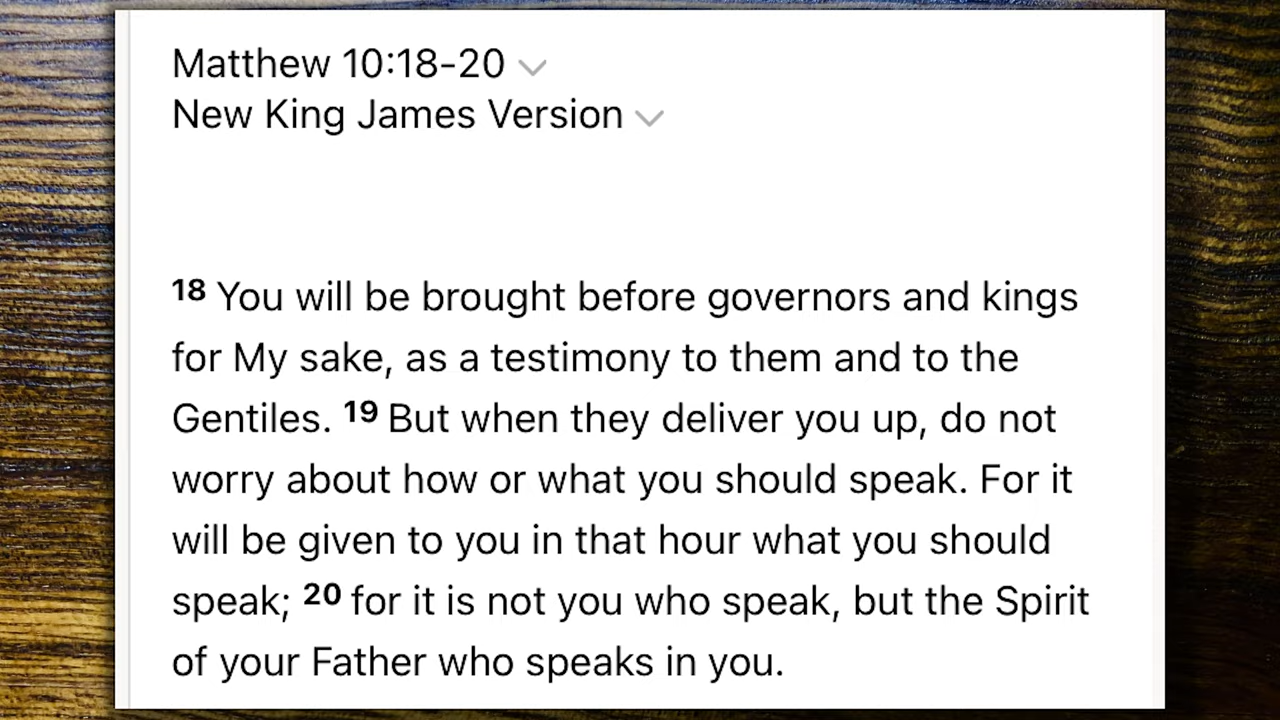 Matthew 10:18-20
New King James Version
18 You will be brought before governors and kings
for My sake, as a testimony to them and to the
Gentiles. 19 But when they deliver you up, do not
worry about how or what you should speak. For it
will be given to you in that hour what you should
speak; 20 for it is not you who speak, but the Spirit
of your Father who speaks in you.